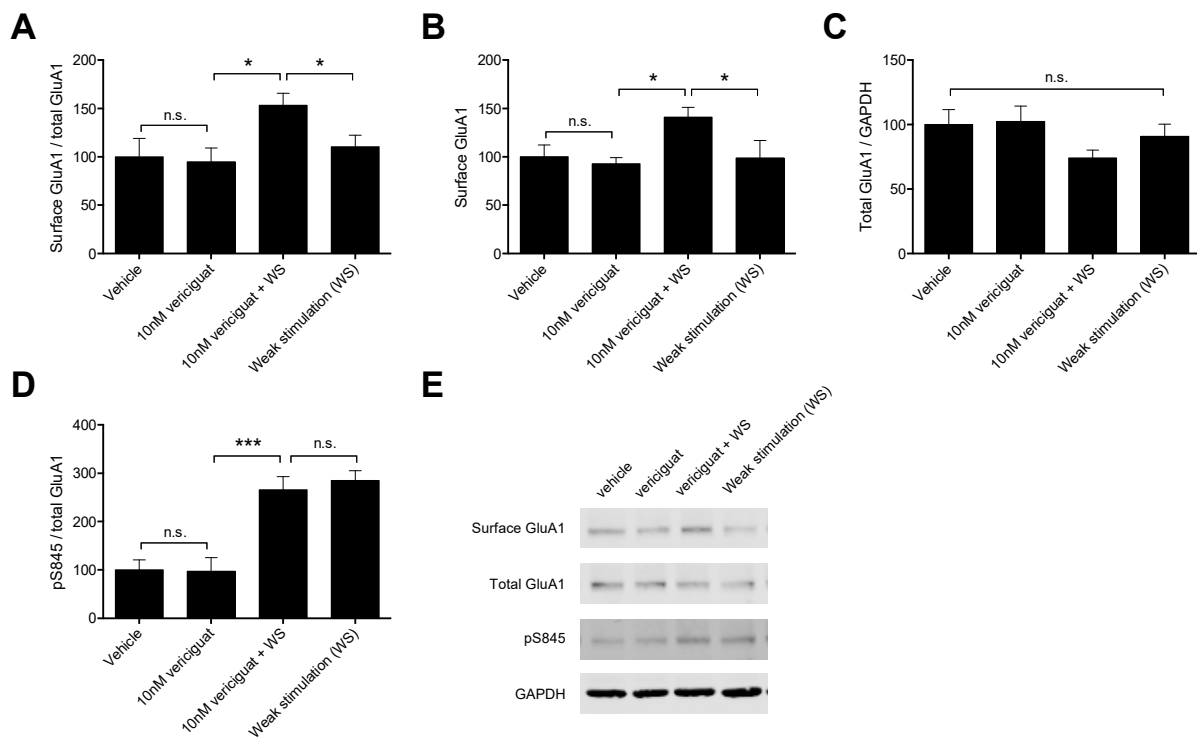 A
Surface GluA1 / total GluA1
200
150
100
50
0
n.s.
*
*
Vehicle
10nM vericiguat
10nM vericiguat + WS
Weak stimulation (WS)
B
Surface GluA1
200
150
100
50
0
n.s.
*
*
Vehicle
10nM vericiguat
10nM vericiguat + WS
Weak stimulation (WS)
C
Total GluA1 / GAPDH
150
100
50
0
n.s.
Vehicle
10nM vericiguat
10nM vericiguat + WS
Weak stimulation (WS)
D
pS845 / total GluA1
400
300
200
100
0
n.s.
***
n.s.
Vehicle
10nM vericiguat
10nM vericiguat + WS
Weak stimulation (WS)
E
vehicle
vericiguat
vericiguat + WS
Weak stimulation (WS)
Surface GluA1
Total GluA1
pS845
GAPDH